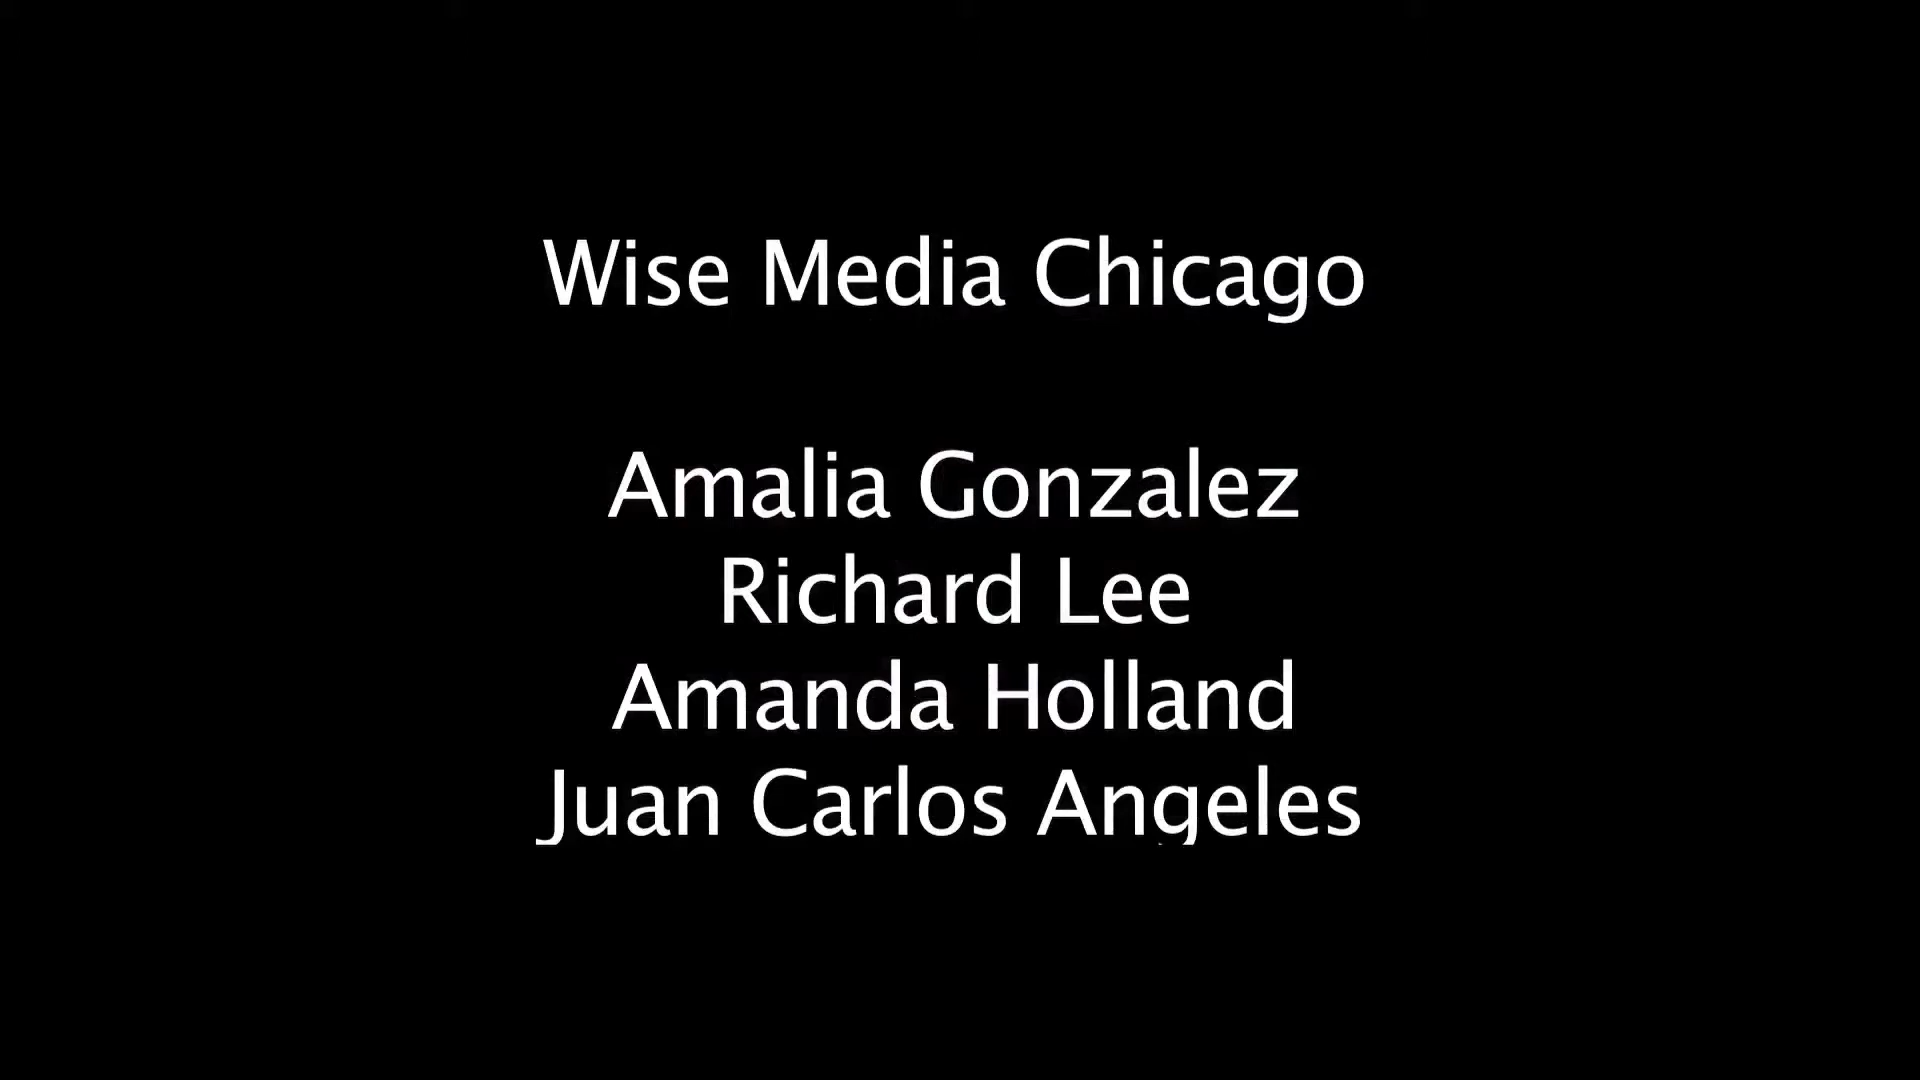 Wise Media Chicago
Amalia Gonzalez
Richard Lee
Amanda Holland
Juan Carlos Angeles